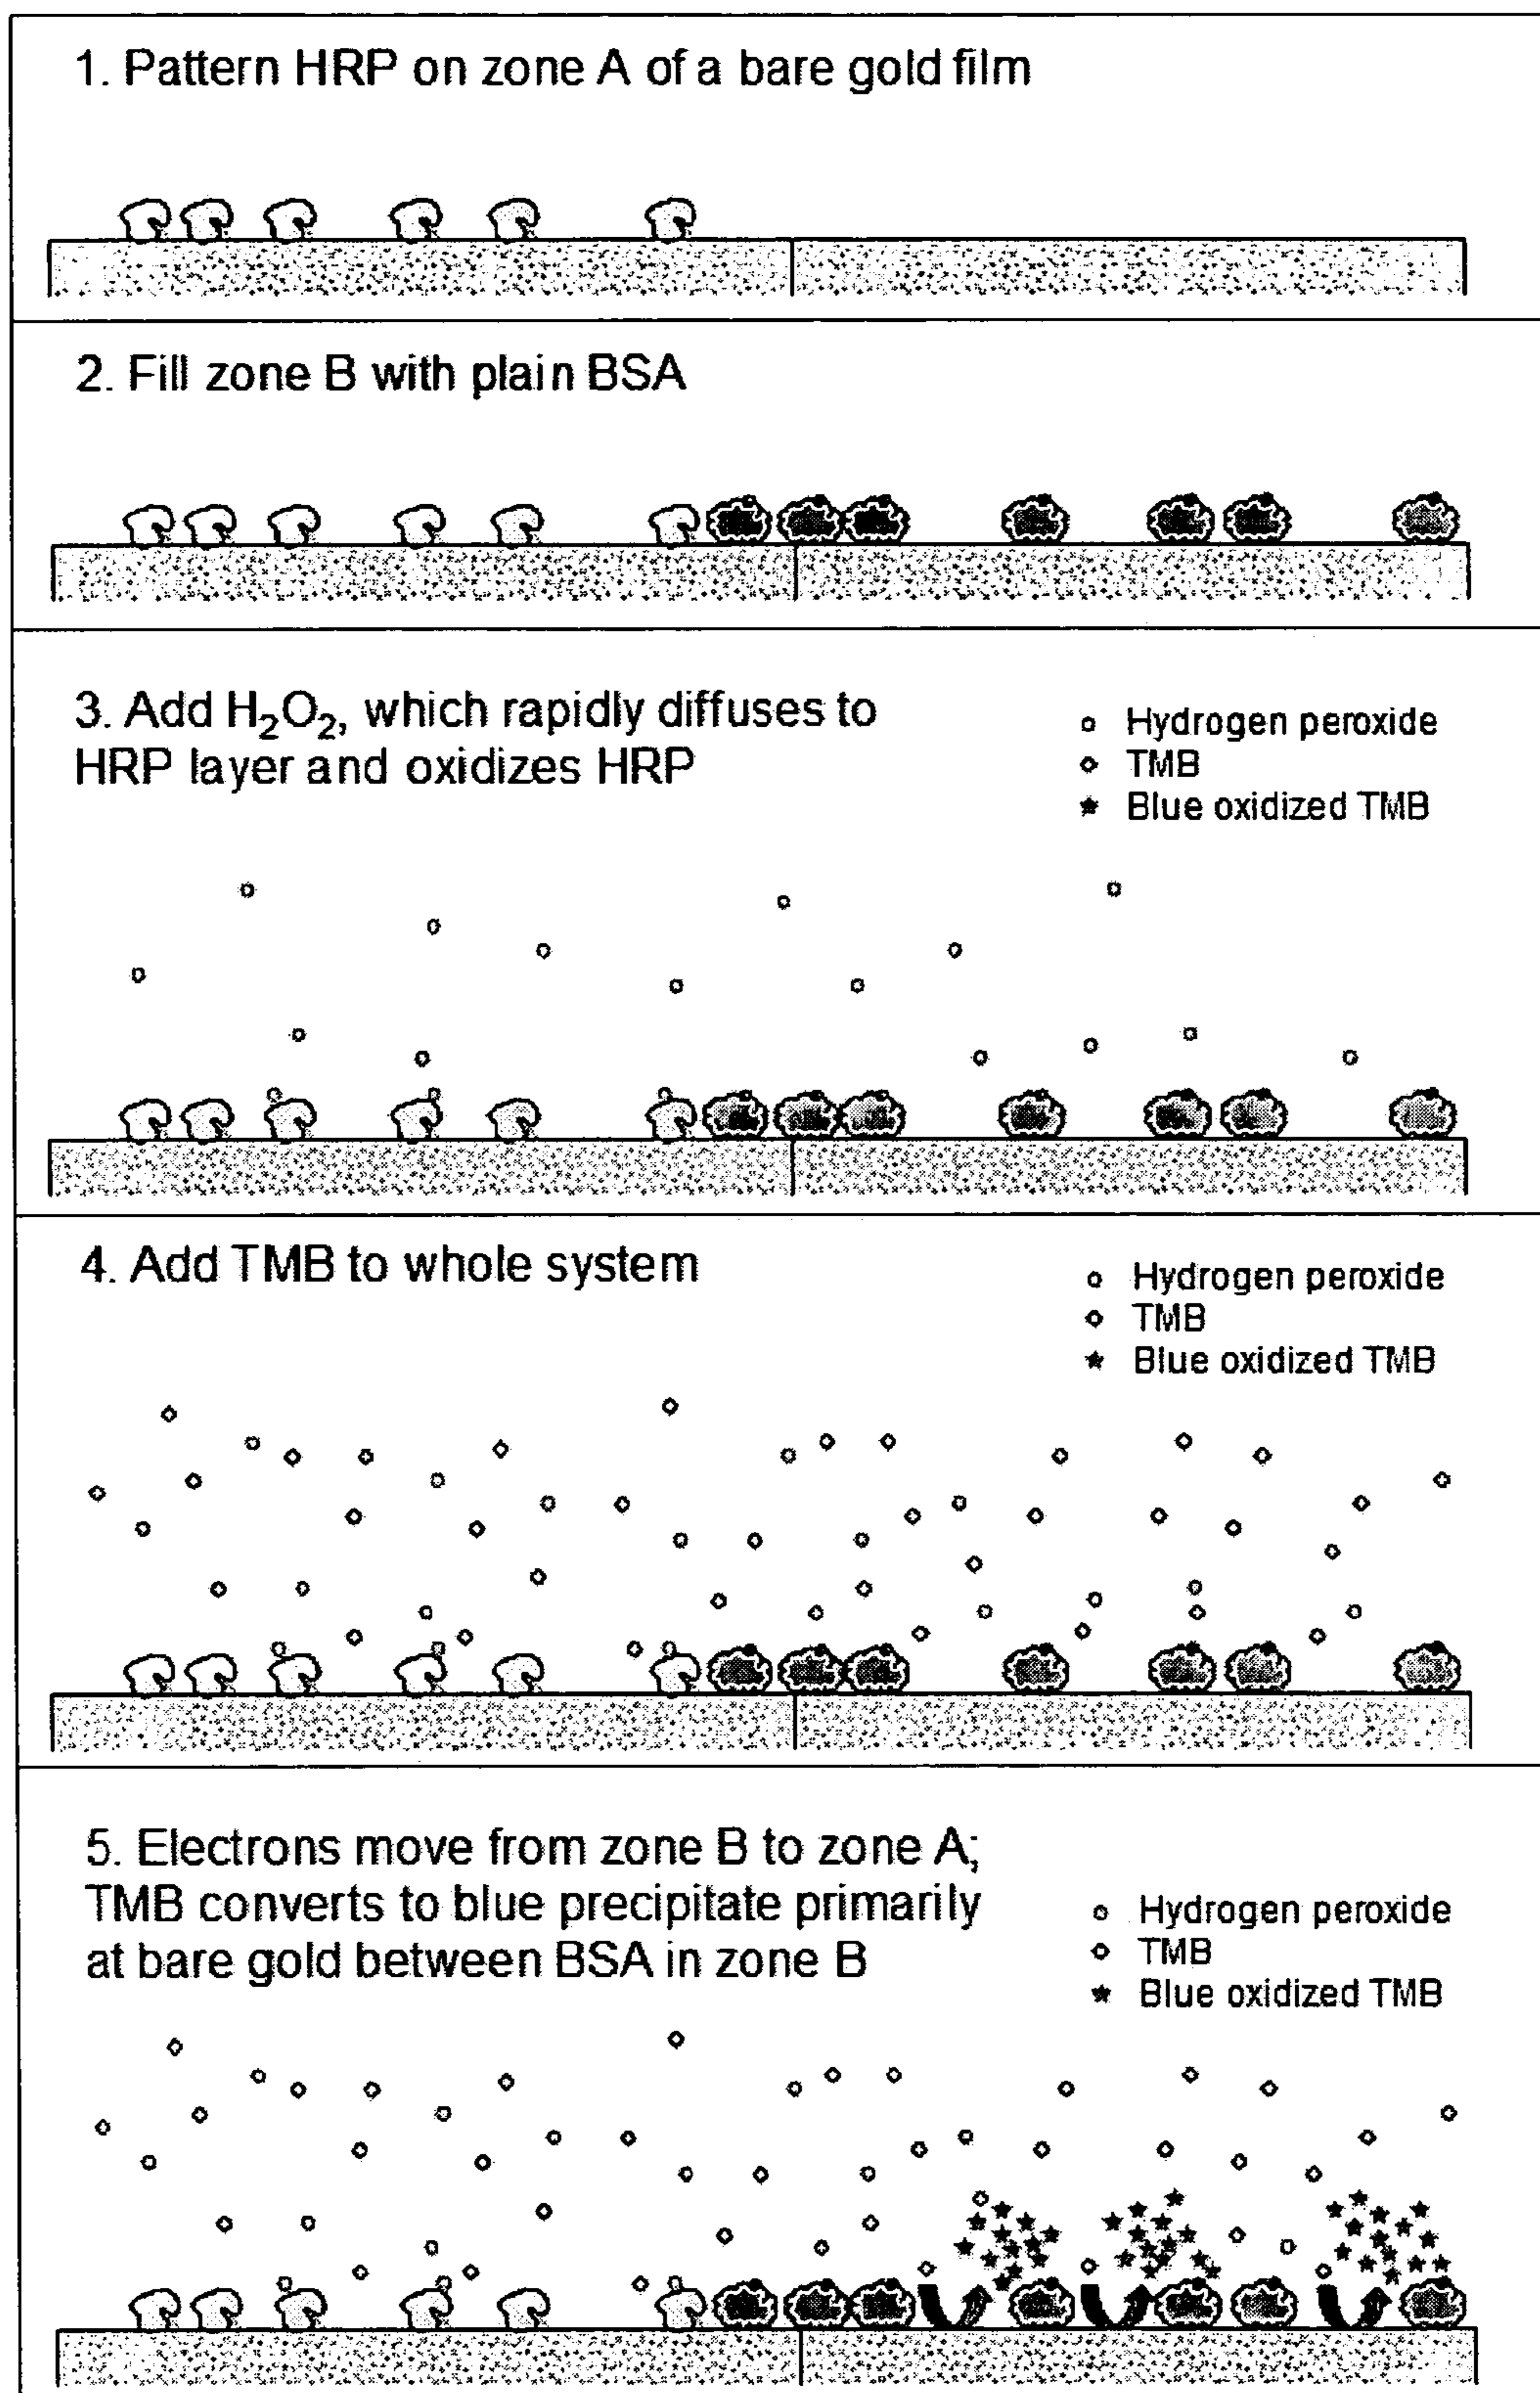 1. Pattern HRP on zone A of a bare gold film
2. Fill zone B with plain BSA
3. Add H₂O₂, which rapidly diffuses to
HRP layer and oxidizes HRP
Hydrogen peroxide
TMB
Blue oxidized TMB
4. Add TMB to whole system
Hydrogen peroxide
TMB
Blue oxidized TMB
5. Electrons move from zone B to zone A;
TMB converts to blue precipitate primarily
at bare gold between BSA in zone B
Hydrogen peroxide
TMB
Blue oxidized TMB